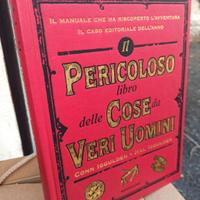 IL MANUALE CHE HA RISCOPERTO L'AVVENTURA
IL CASO EDITORIALE DELL'ANNO
Il
PERICOLOSO
libro
delle COSE da
VERI UOMINI
CONN IGGULDEN - HAL IGGULDEN